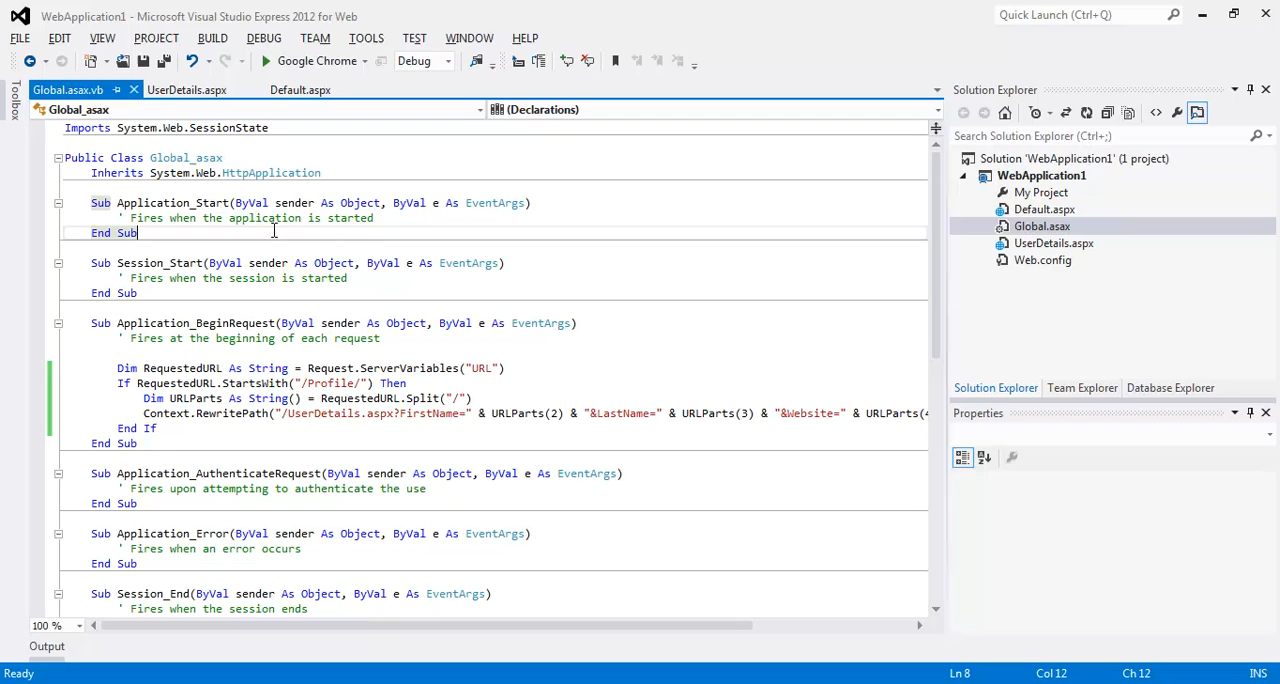 WebApplication1 - Microsoft Visual Studio Express 2012 for Web
Quick Launch (Ctrl+Q)
FILE EDIT VIEW PROJECT BUILD DEBUG TEAM TOOLS TEST WINDOW HELP
Google Chrome Debug
Toolbox
Global.asax.vb UserDetails.aspx Default.aspx
Global_asax (Declarations)
Imports System.Web.SessionState
Public Class Global_asax
Inherits System.Web.HttpApplication
Sub Application_Start(ByVal sender As Object, ByVal e As EventArgs)
' Fires when the application is started
End Sub
Sub Session_Start(ByVal sender As Object, ByVal e As EventArgs)
' Fires when the session is started
End Sub
Sub Application_BeginRequest(ByVal sender As Object, ByVal e As EventArgs)
' Fires at the beginning of each request
Dim RequestedURL As String = Request.ServerVariables("URL")
If RequestedURL.StartsWith("/Profile/") Then
Dim URLParts As String() = RequestedURL.Split("/")
Context.RewritePath("/UserDetails.aspx?FirstName=" & URLParts(2) & "&LastName=" & URLParts(3) & "&Website=" & URLParts(4
End If
End Sub
Sub Application_AuthenticateRequest(ByVal sender As Object, ByVal e As EventArgs)
' Fires upon attempting to authenticate the use
End Sub
Sub Application_Error(ByVal sender As Object, ByVal e As EventArgs)
' Fires when an error occurs
End Sub
Sub Session_End(ByVal sender As Object, ByVal e As EventArgs)
' Fires when the session ends
100 %
Output
Solution Explorer
Search Solution Explorer (Ctrl+;)
Solution 'WebApplication1' (1 project)
WebApplication1
My Project
Default.aspx
Global.asax
UserDetails.aspx
Web.config
Solution Explorer Team Explorer Database Explorer
Properties
Ready Ln 8 Col 12 Ch 12 INS